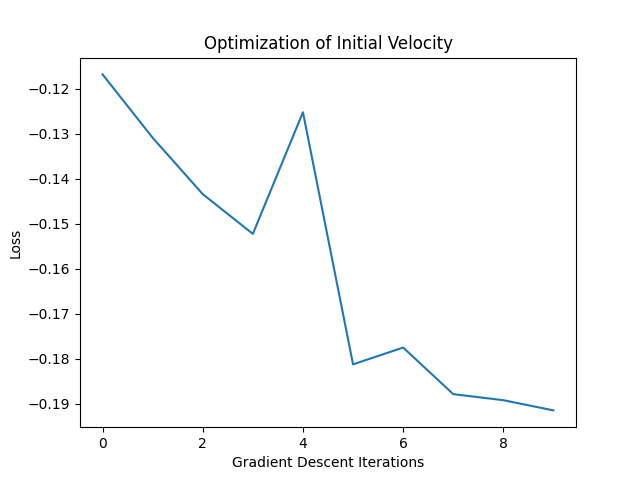 Optimization of Initial Velocity
−0.12
−0.13
−0.14
−0.15
−0.16
−0.17
−0.18
−0.19
Loss
0 2 4 6 8
Gradient Descent Iterations